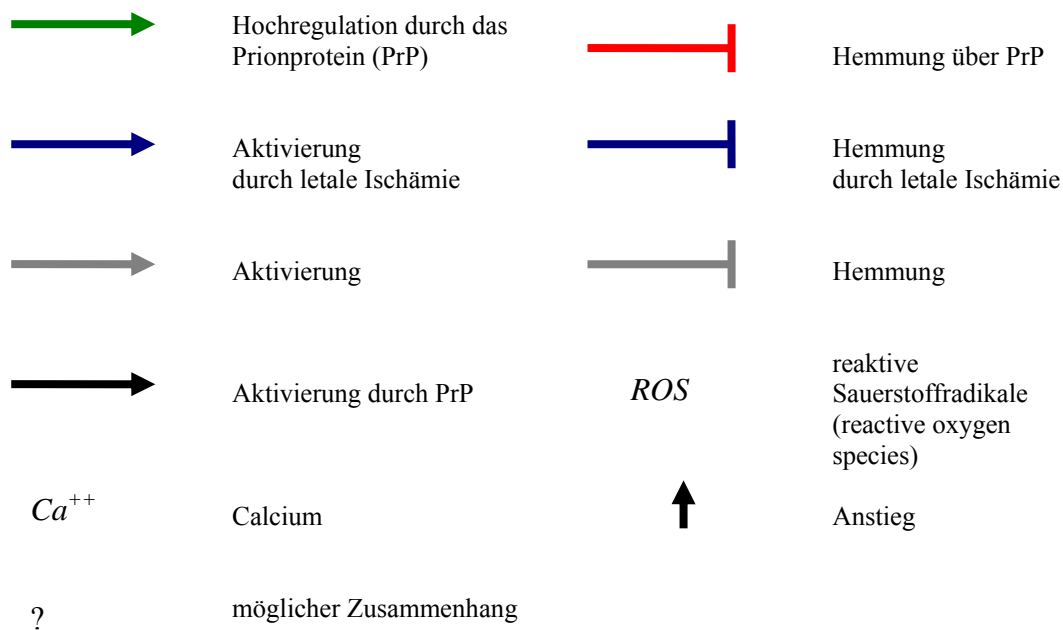 Hochregulation durch das
Prionprotein (PrP)
Hemmung über PrP
Aktivierung
durch letale Ischämie
Hemmung
durch letale Ischämie
Aktivierung
Hemmung
Aktivierung durch PrP
ROS
reaktive
Sauerstoffradikale
(reactive oxygen
species)
Ca⁺⁺
Calcium
Anstieg
?
möglicher Zusammenhang